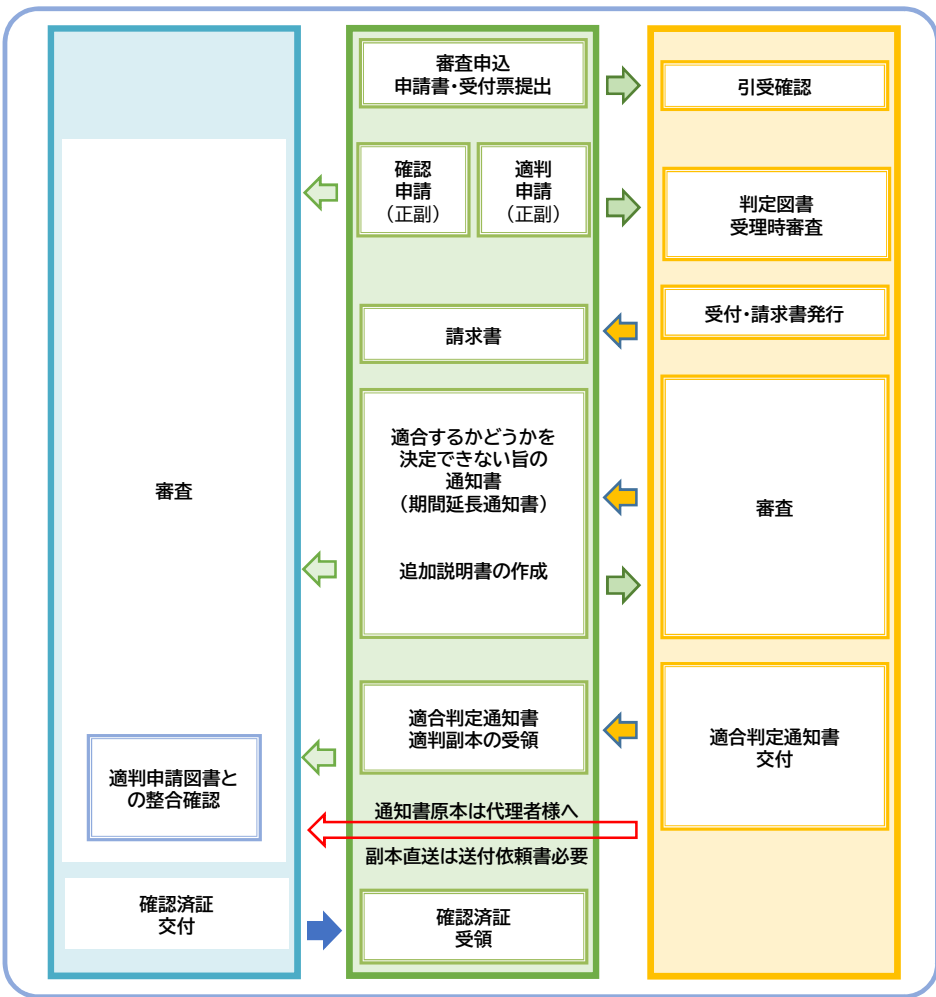 審査申込
申請書・受付票提出
引受確認
確認
申請
（正副）
適判
申請
（正副）
判定図書
受理時審査
受付・請求書発行
請求書
適合するかどうかを
決定できない旨の
通知書
（期間延長通知書）
追加説明書の作成
審査
審査
適合判定通知書
適判副本の受領
適合判定通知書
交付
適判申請図書と
の整合確認
通知書原本は代理者様へ
副本直送は送付依頼書必要
確認済証
交付
確認済証
受領